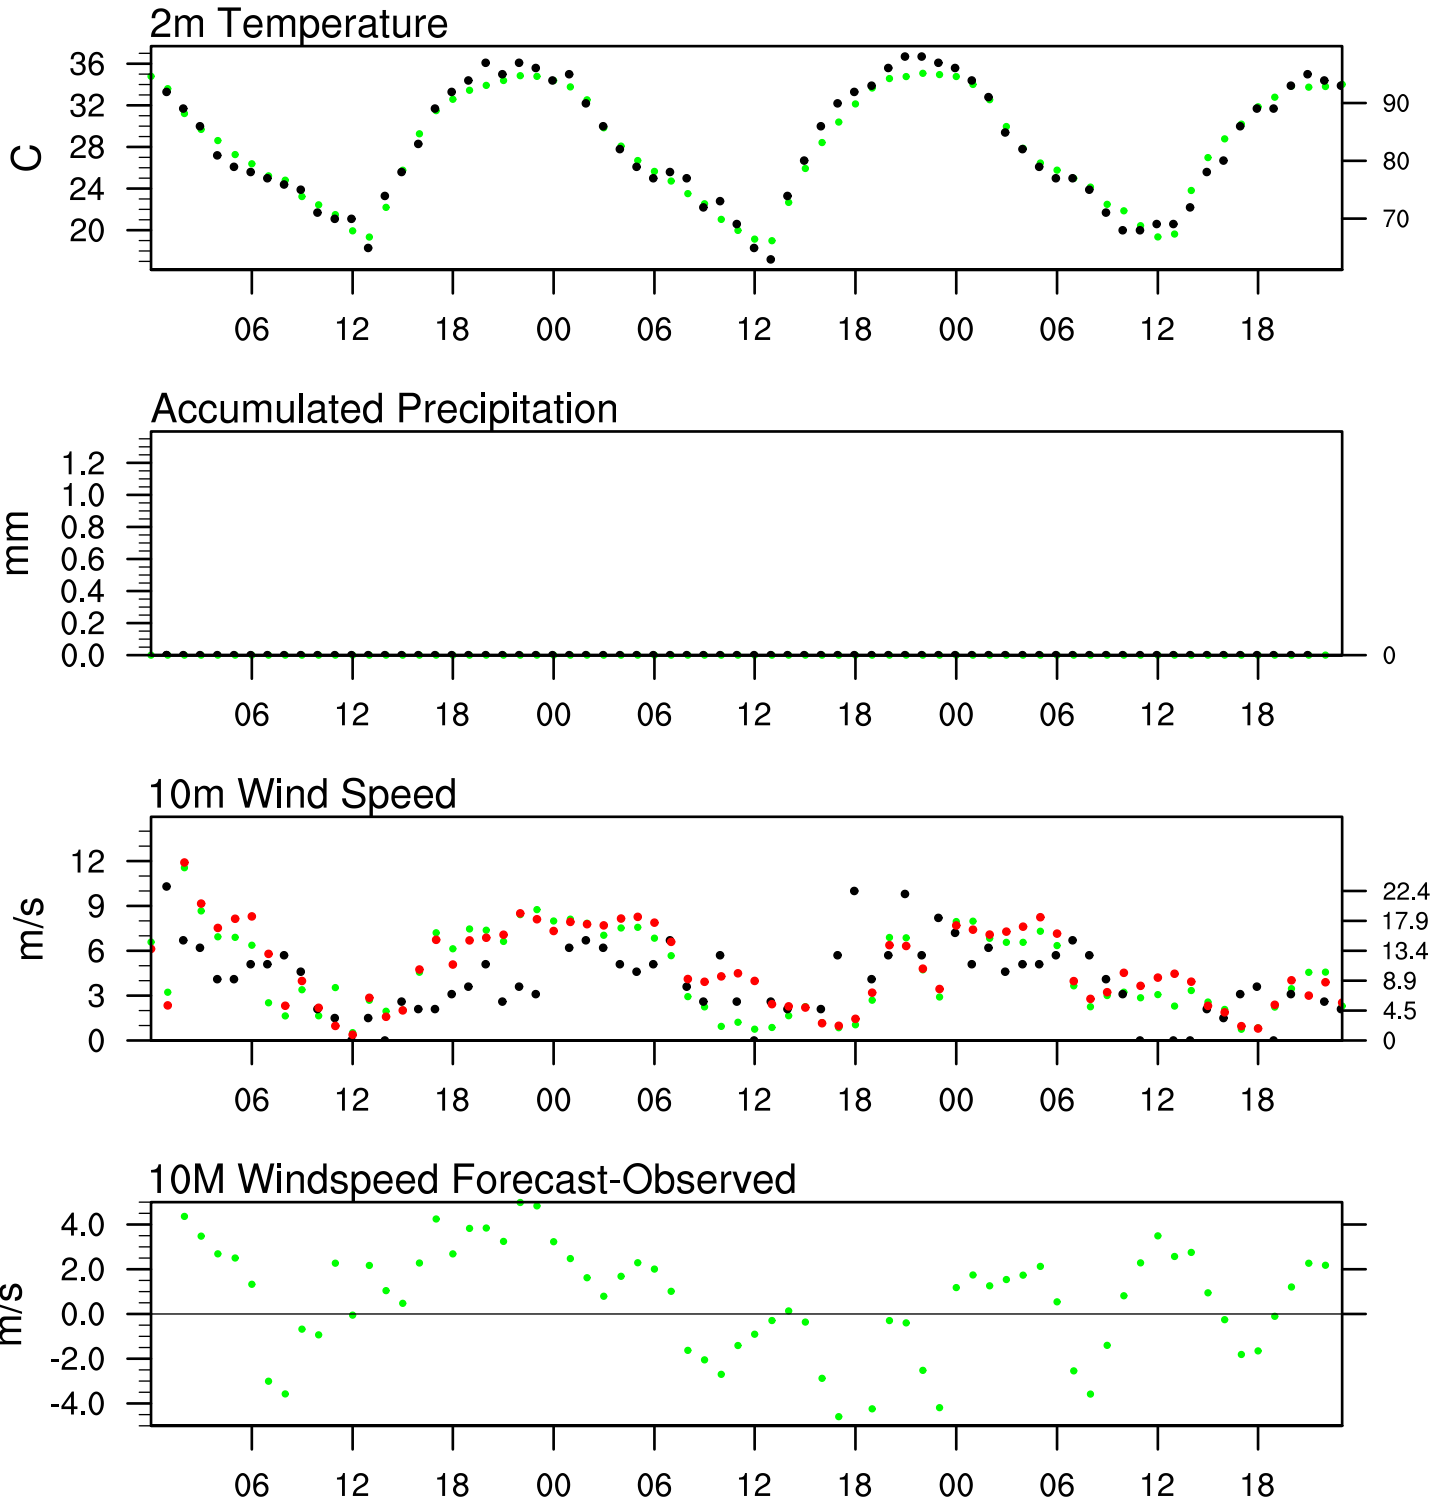 2m Temperature
36
32
28
24
20
C
90
80
70
06 12 18 00 06 12 18 00 06 12 18
Accumulated Precipitation
1.2
1.0
0.8
0.6
0.4
0.2
0.0
mm
0
06 12 18 00 06 12 18 00 06 12 18
10m Wind Speed
12
9
6
3
0
m/s
22.4
17.9
13.4
8.9
4.5
0
06 12 18 00 06 12 18 00 06 12 18
10M Windspeed Forecast-Observed
4.0
2.0
0.0
-2.0
-4.0
m/s
06 12 18 00 06 12 18 00 06 12 18